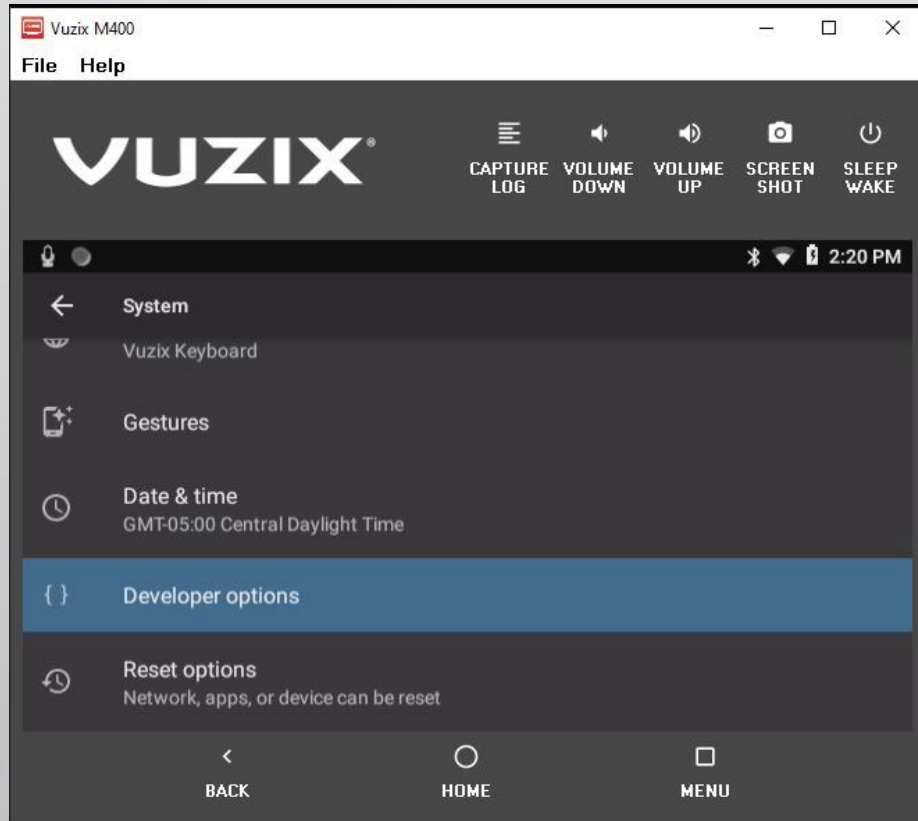 Vuzix M400
File Help
VUZIX®
CAPTURE LOG
VOLUME DOWN
VOLUME UP
SCREEN SHOT
SLEEP WAKE
2:20 PM
System
Vuzix Keyboard
Gestures
Date & time
GMT-05:00 Central Daylight Time
{ } Developer options
Reset options
Network, apps, or device can be reset
BACK HOME MENU